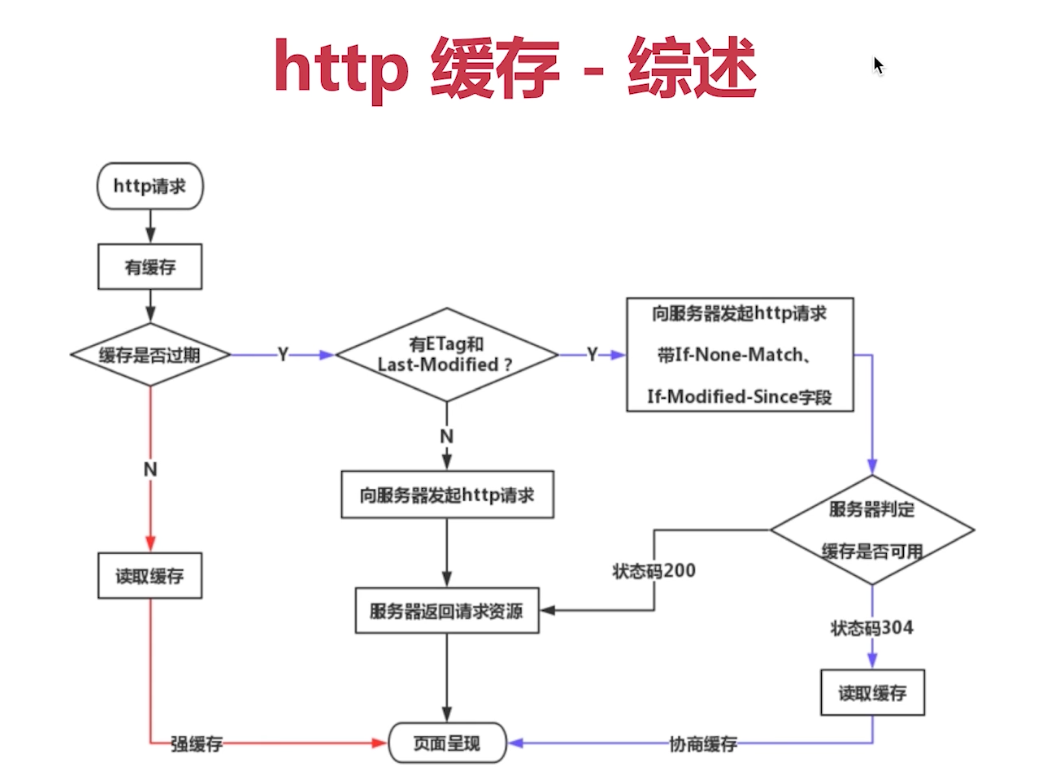 http 缓存 - 综述
http请求
有缓存
缓存是否过期
Y
有ETag和
Last-Modified ?
Y
向服务器发起http请求
带If-None-Match、
If-Modified-Since字段
N
N
向服务器发起http请求
服务器判定
缓存是否可用
读取缓存
状态码200
服务器返回请求资源
状态码304
读取缓存
强缓存
页面呈现
协商缓存